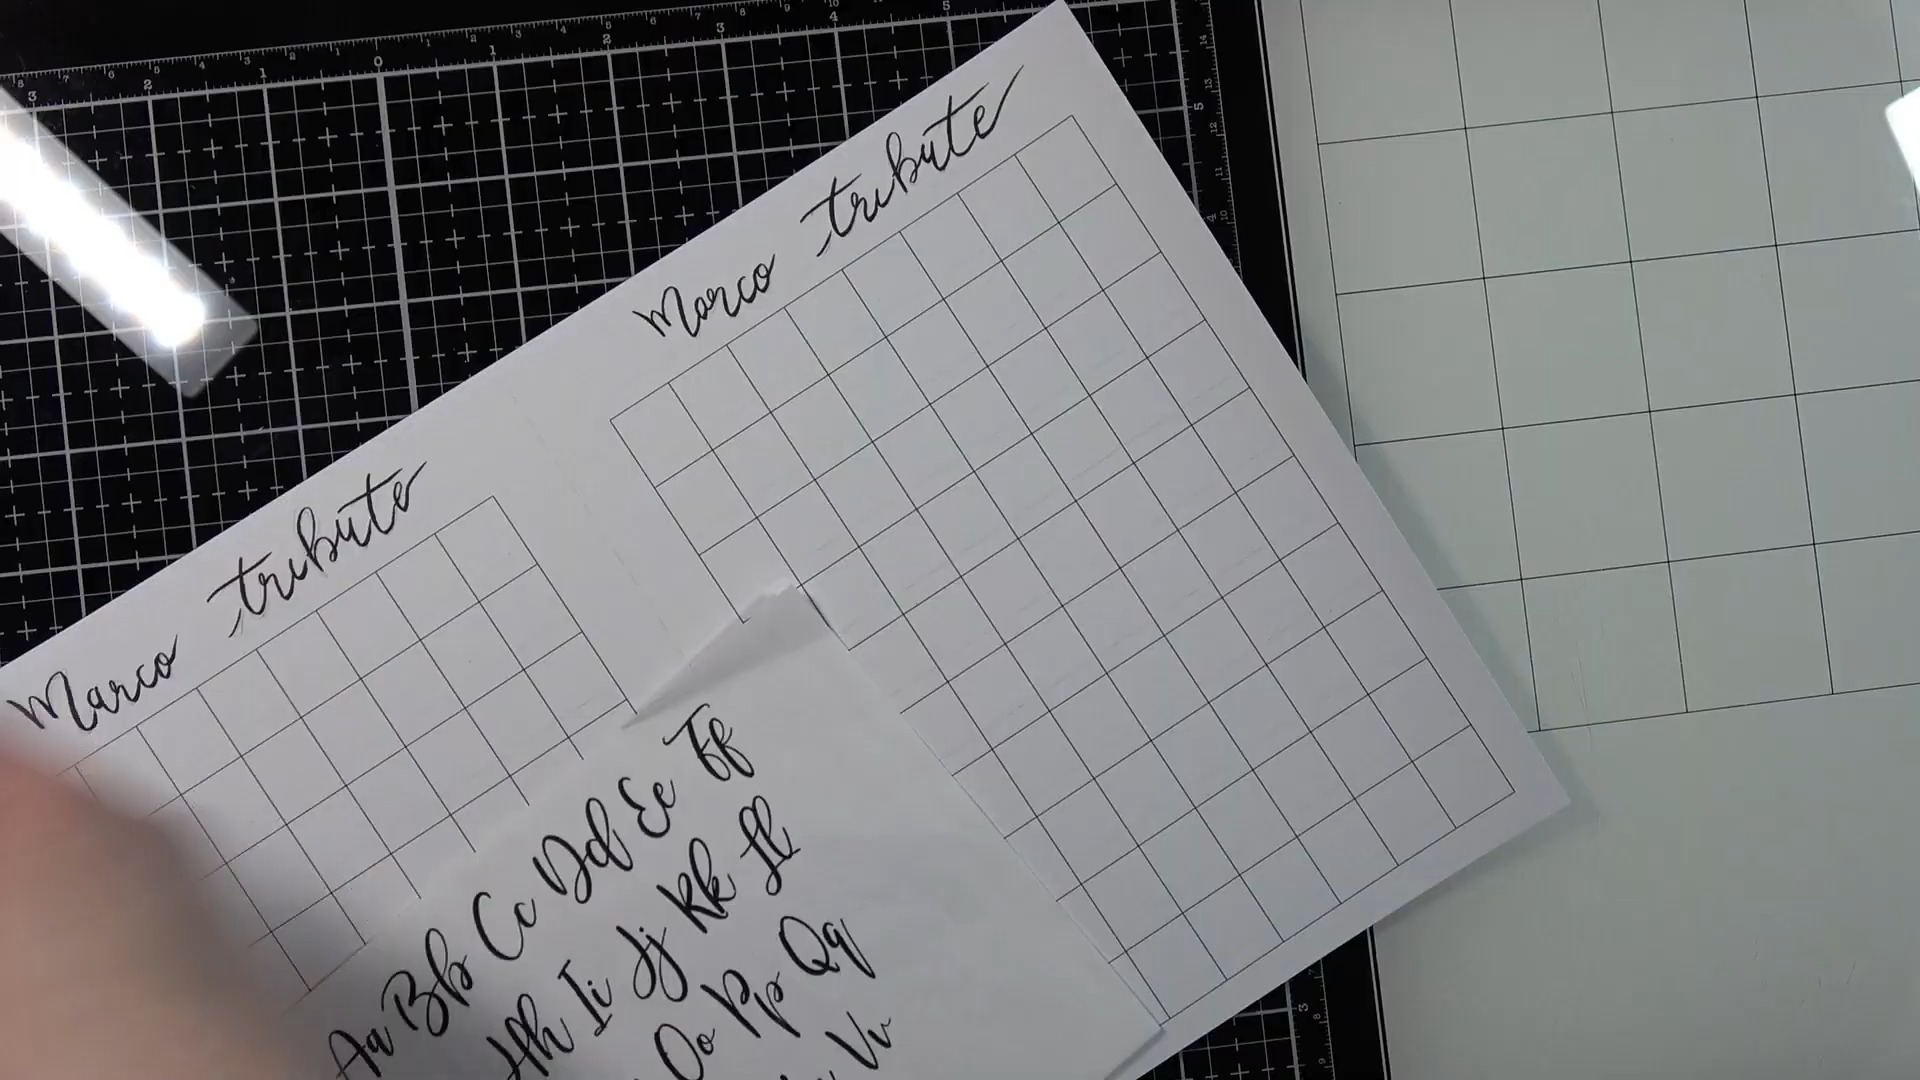 Marco tribute
Marco tribute
Aa Bb Cc Dd Ee Ff
Hh Ii Jj Kk Ll
Oo Pp Qq
Vv